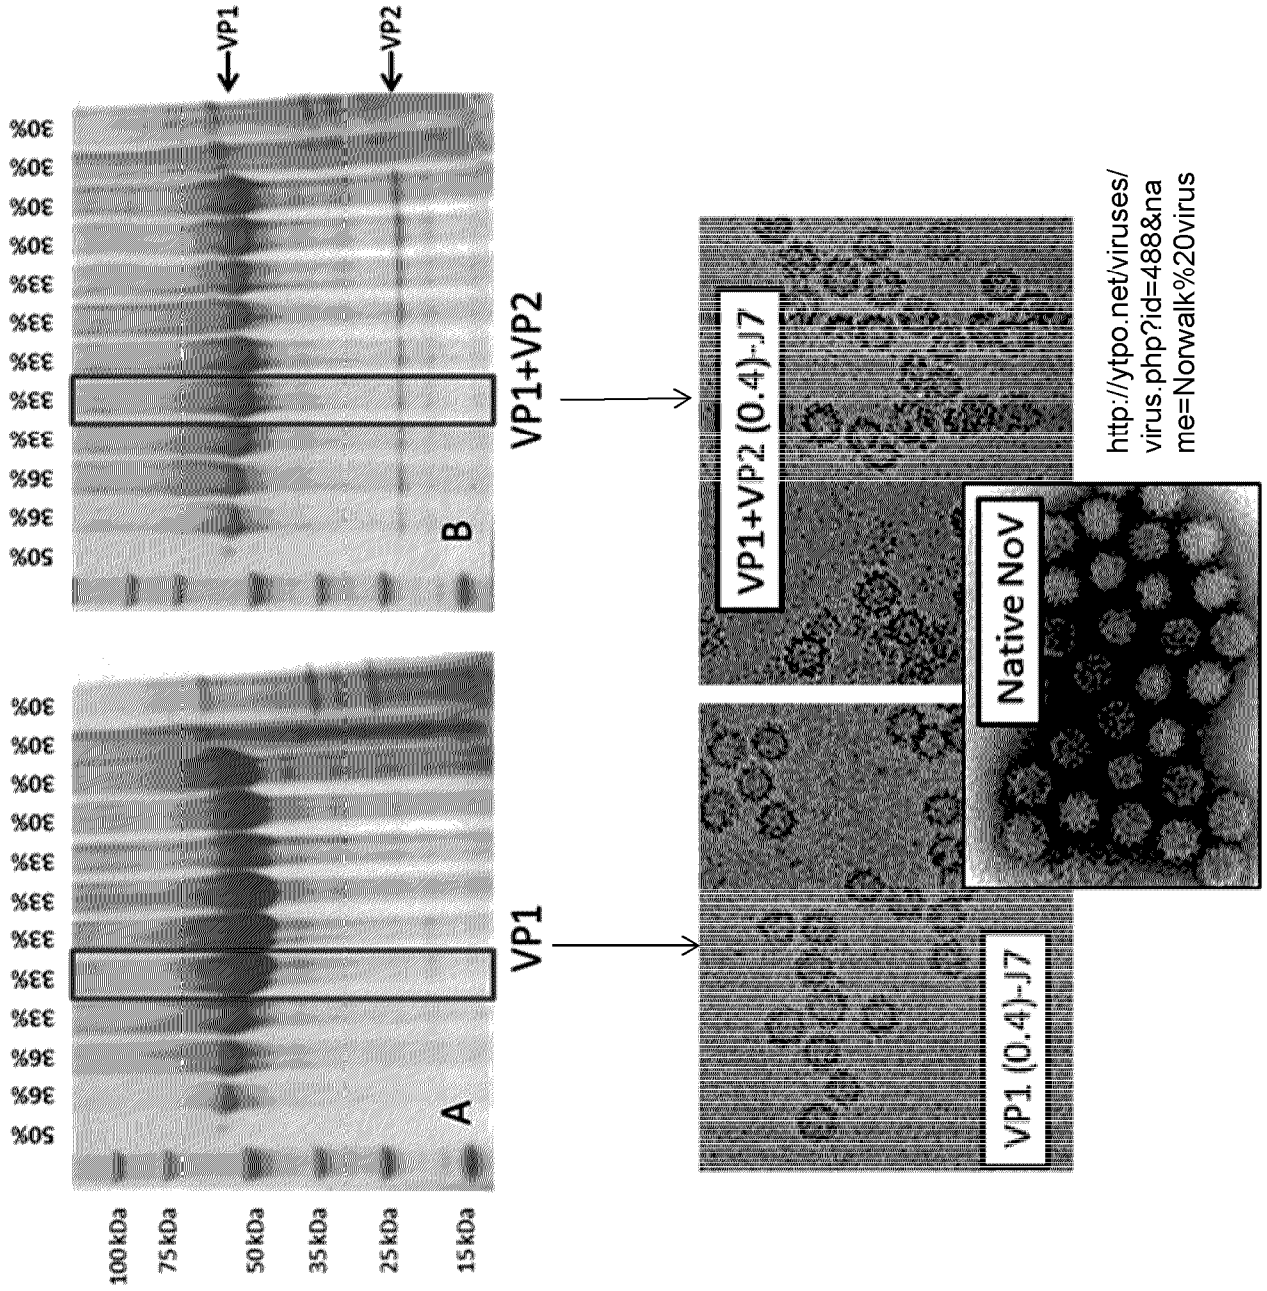 50%
36%
36%
33%
33%
33%
33%
33%
30%
30%
30%
30%
50%
36%
36%
33%
33%
33%
33%
33%
30%
30%
30%
30%
100kDa
75kDa
50kDa
35kDa
25kDa
15kDa
VP1
VP2
A
B
VP1
VP1+VP2
VP1 (0.4)-J7
VP1+VP2 (0.4)-J7
Native NoV
http://ytpo.net/viruses/
virus.php?id=488&na
me=Norwalk%20virus